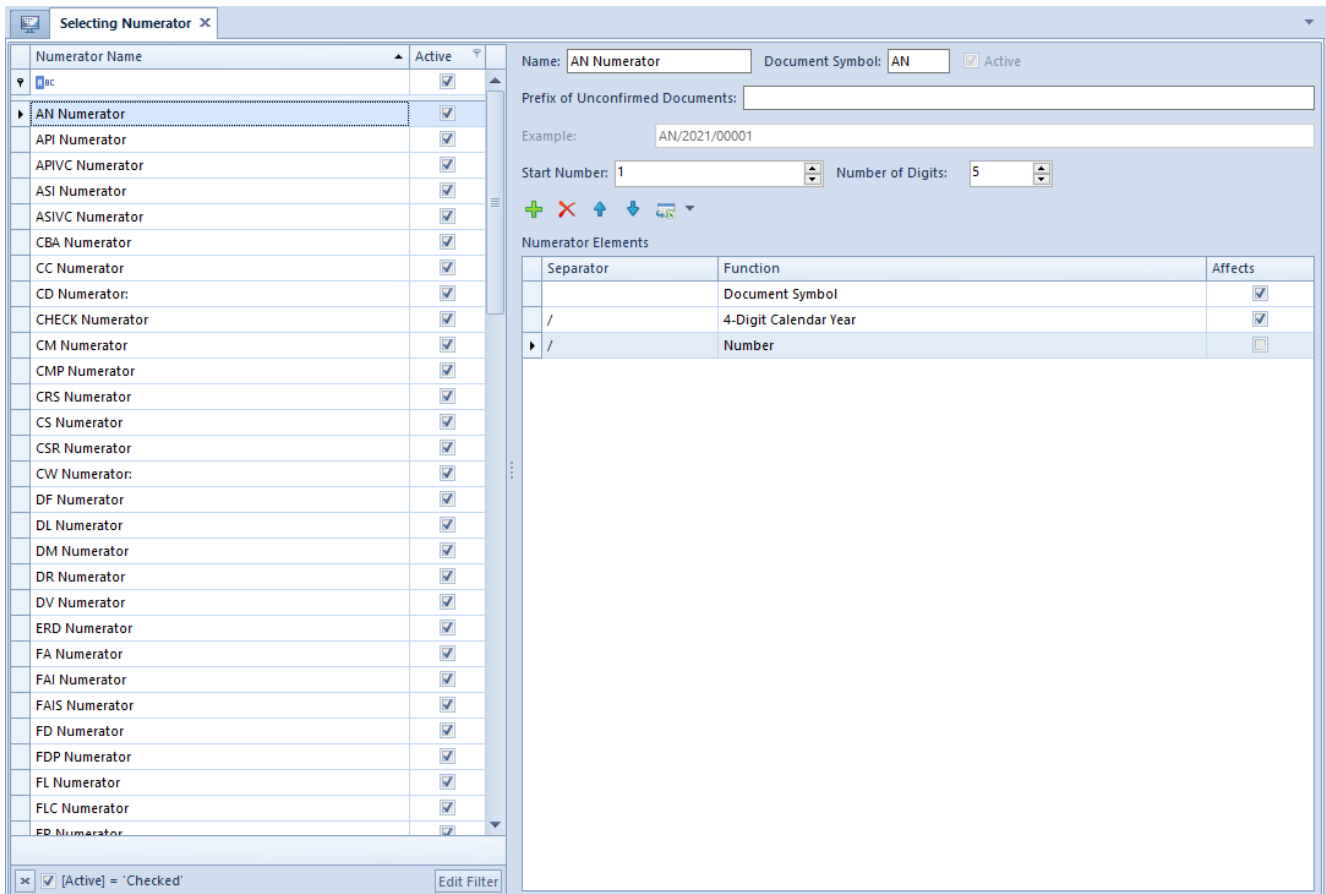 Selecting Numerator
Numerator Name Active
ABC
AN Numerator
API Numerator
APIVC Numerator
ASI Numerator
ASIVC Numerator
CBA Numerator
CC Numerator
CD Numerator:
CHECK Numerator
CM Numerator
CMP Numerator
CRS Numerator
CS Numerator
CSR Numerator
CW Numerator:
DF Numerator
DL Numerator
DM Numerator
DR Numerator
DV Numerator
ERD Numerator
FA Numerator
FAI Numerator
FAIS Numerator
FD Numerator
FDP Numerator
FL Numerator
FLC Numerator
FR Numerator
[Active] = 'Checked' Edit Filter
Name: AN Numerator Document Symbol: AN Active
Prefix of Unconfirmed Documents:
Example: AN/2021/00001
Start Number: 1 Number of Digits: 5
Numerator Elements
Separator Function Affects
Document Symbol
/ 4-Digit Calendar Year
/ Number